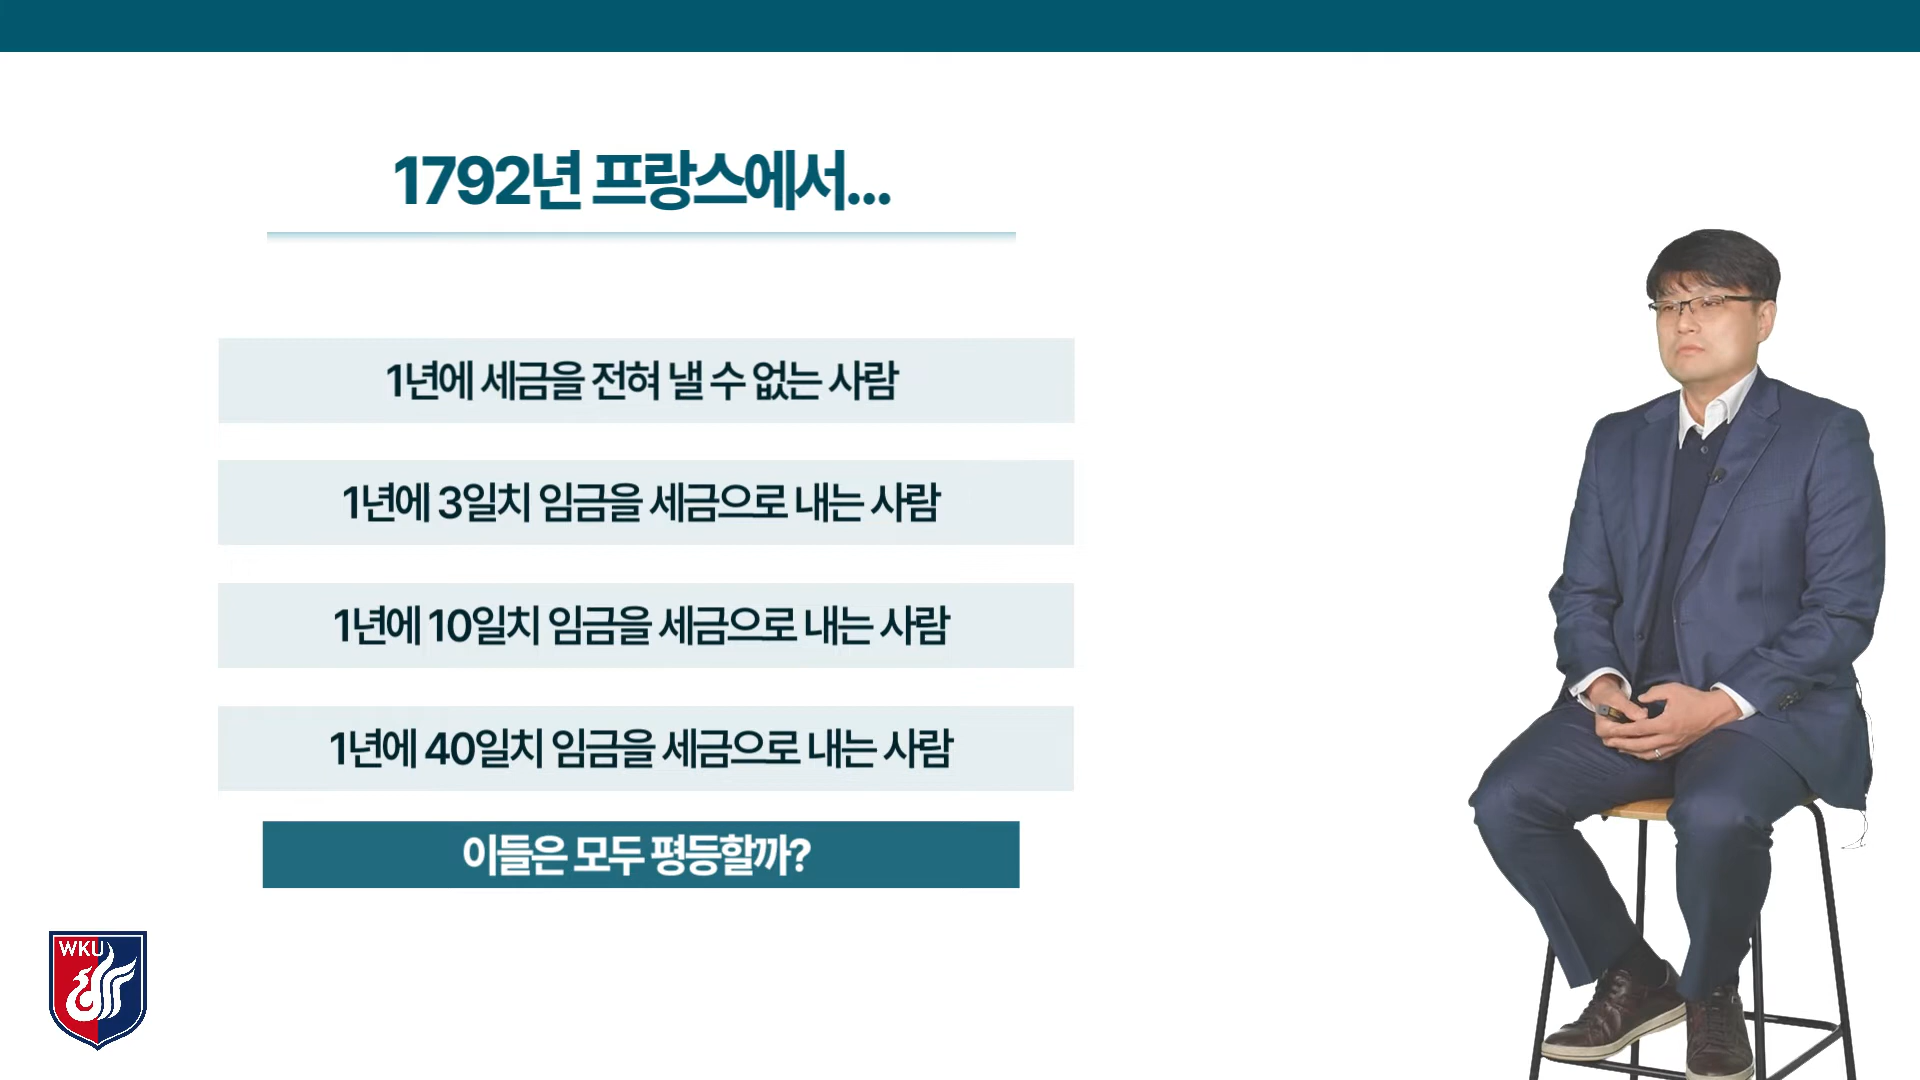 1792년 프랑스에서...
1년에 세금을 전혀 낼 수 없는 사람
1년에 3일치 임금을 세금으로 내는 사람
1년에 10일치 임금을 세금으로 내는 사람
1년에 40일치 임금을 세금으로 내는 사람
이들은 모두 평등할까?
WKU